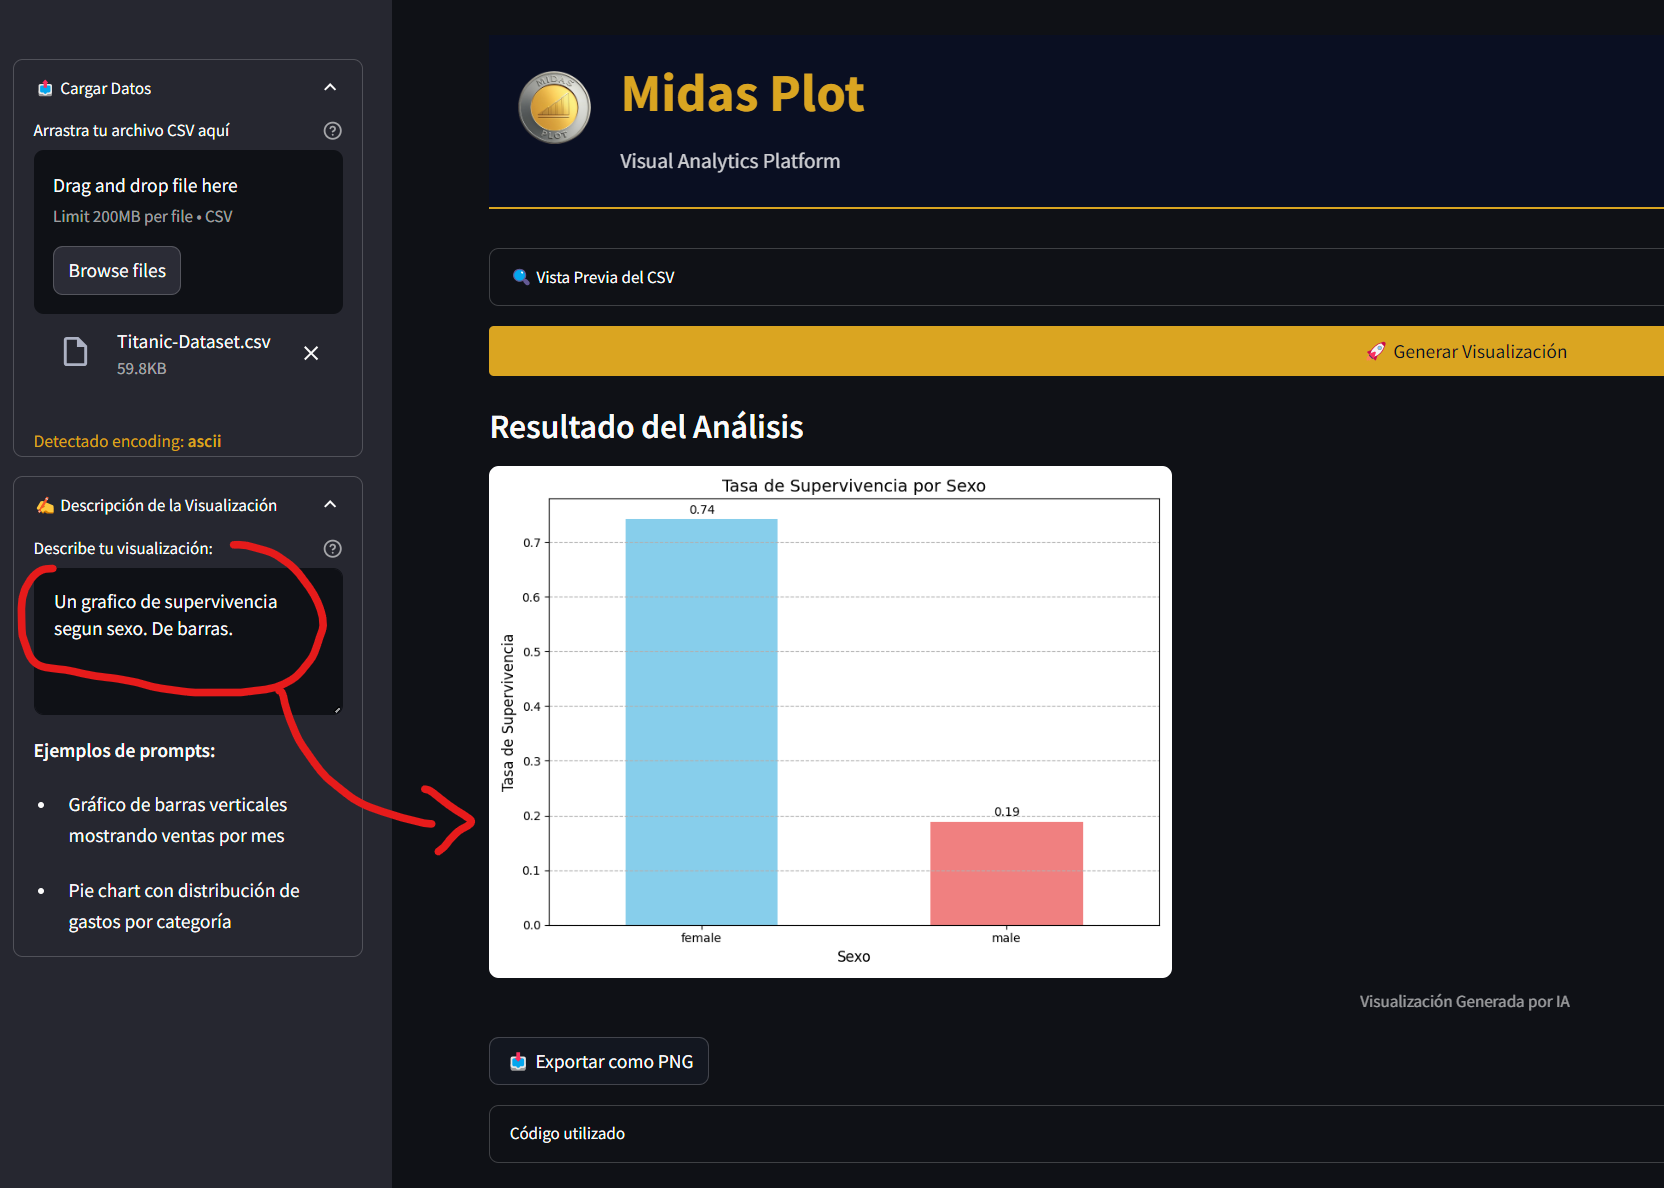 Cargar Datos
Arrastra tu archivo CSV aquí
Drag and drop file here
Limit 200MB per file • CSV
Browse files
Titanic-Dataset.csv
59.8KB
Detectado encoding: ascii
Descripción de la Visualización
Describe tu visualización:
Un grafico de supervivencia
segun sexo. De barras.
Ejemplos de prompts:
• Gráfico de barras verticales
mostrando ventas por mes
• Pie chart con distribución de
gastos por categoría
MIDAS
PLOT
Midas Plot
Visual Analytics Platform
Vista Previa del CSV
Generar Visualización
Resultado del Análisis
Tasa de Supervivencia por Sexo
Tasa de Supervivencia
0.7
0.6
0.5
0.4
0.3
0.2
0.1
0.0
0.74
0.19
female
male
Sexo
Visualización Generada por IA
Exportar como PNG
Código utilizado